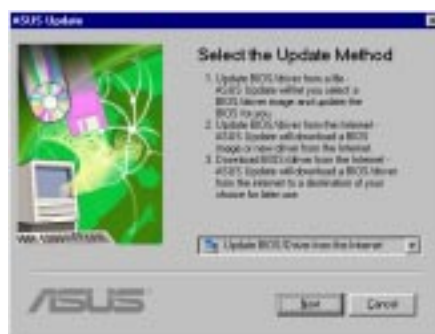 ASUS Update
Select the Update Method
1. Update BIOS/driver from a file -
ASUS Update will let you select a
BIOS/driver image and update the
BIOS for you.
2. Update BIOS/driver from the Internet -
ASUS Update will download a BIOS
image or new driver from the Internet.
3. Download BIOS/driver from the Internet -
ASUS Update will download a BIOS/driver
from the internet to a destination of your
choice for later use.
Update BIOS/Driver from the Internet
ASUS
Next
Cancel